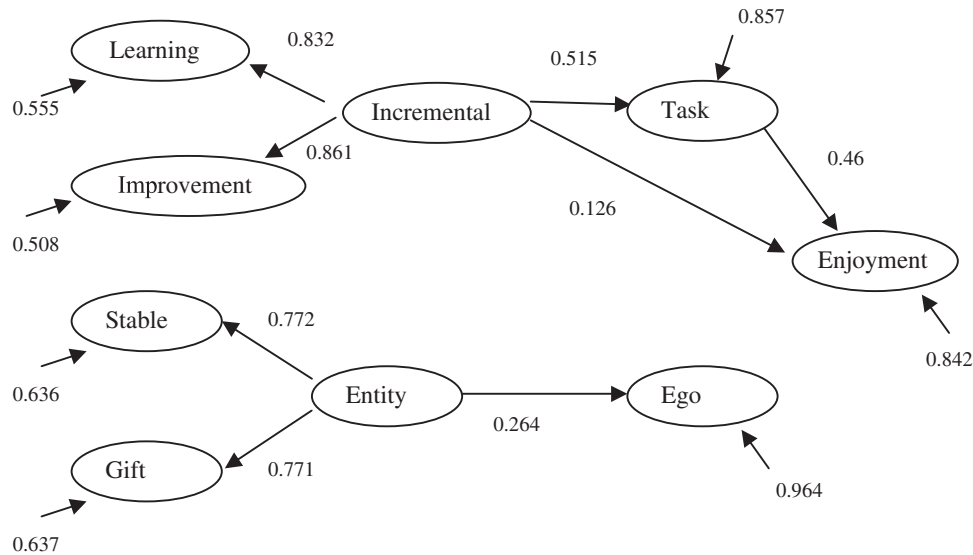 0.857
0.832
Learning
0.515
0.555
Incremental
Task
0.861
0.46
Improvement
0.126
0.508
Enjoyment
Stable
0.772
0.842
0.636
Entity
Ego
0.264
Gift
0.771
0.964
0.637